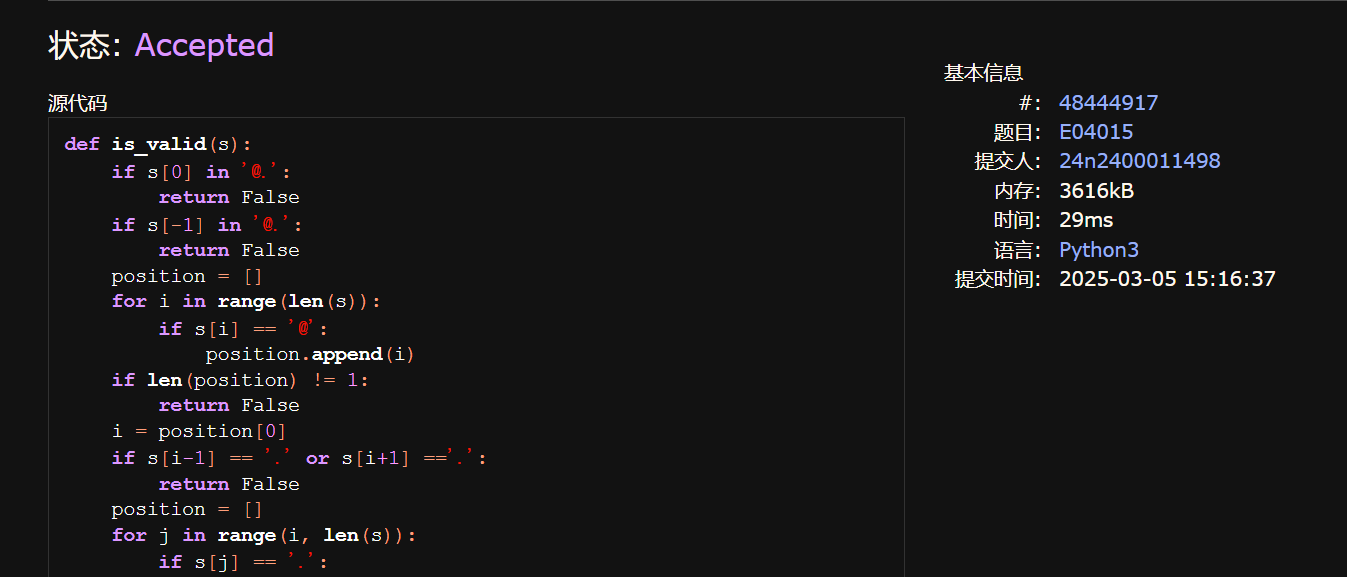 状态: Accepted
源代码
def is_valid(s):
    if s[0] in '@.':
        return False
    if s[-1] in '@.':
        return False
    position = []
    for i in range(len(s)):
        if s[i] == '@':
            position.append(i)
    if len(position) != 1:
        return False
    i = position[0]
    if s[i-1] == '.' or s[i+1] =='.':
        return False
    position = []
    for j in range(i, len(s)):
        if s[j] == '.':
基本信息
#: 48444917
题目: E04015
提交人: 24n2400011498
内存: 3616kB
时间: 29ms
语言: Python3
提交时间: 2025-03-05 15:16:37